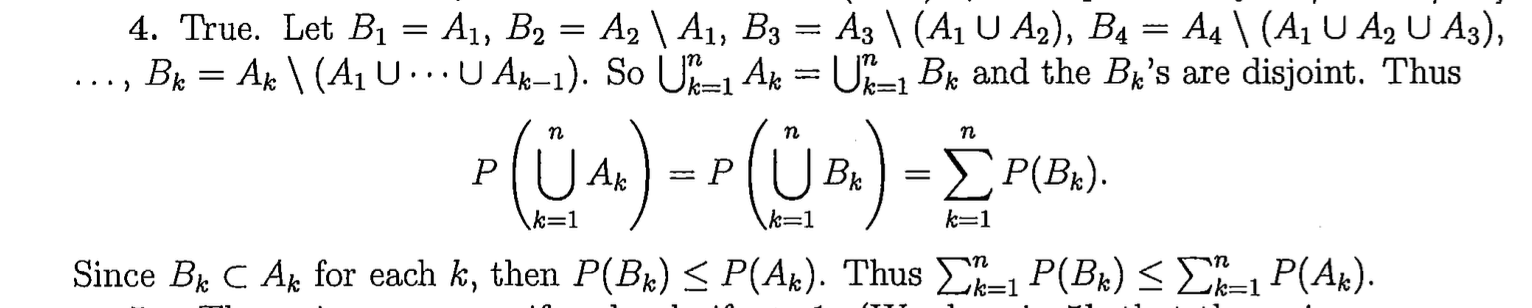 4. True. Let B₁ = A₁, B₂ = A₂ \ A₁, B₃ = A₃ \ (A₁ ∪ A₂), B₄ = A₄ \ (A₁ ∪ A₂ ∪ A₃),
..., Bₖ = Aₖ \ (A₁ ∪ ⋯ ∪ Aₖ₋₁). So ⋃ₖ₌₁ⁿ Aₖ = ⋃ₖ₌₁ⁿ Bₖ and the Bₖ's are disjoint. Thus
P(⋃ₖ₌₁ⁿ Aₖ) = P(⋃ₖ₌₁ⁿ Bₖ) = ∑ₖ₌₁ⁿ P(Bₖ).
Since Bₖ ⊂ Aₖ for each k, then P(Bₖ) ≤ P(Aₖ). Thus ∑ₖ₌₁ⁿ P(Bₖ) ≤ ∑ₖ₌₁ⁿ P(Aₖ).